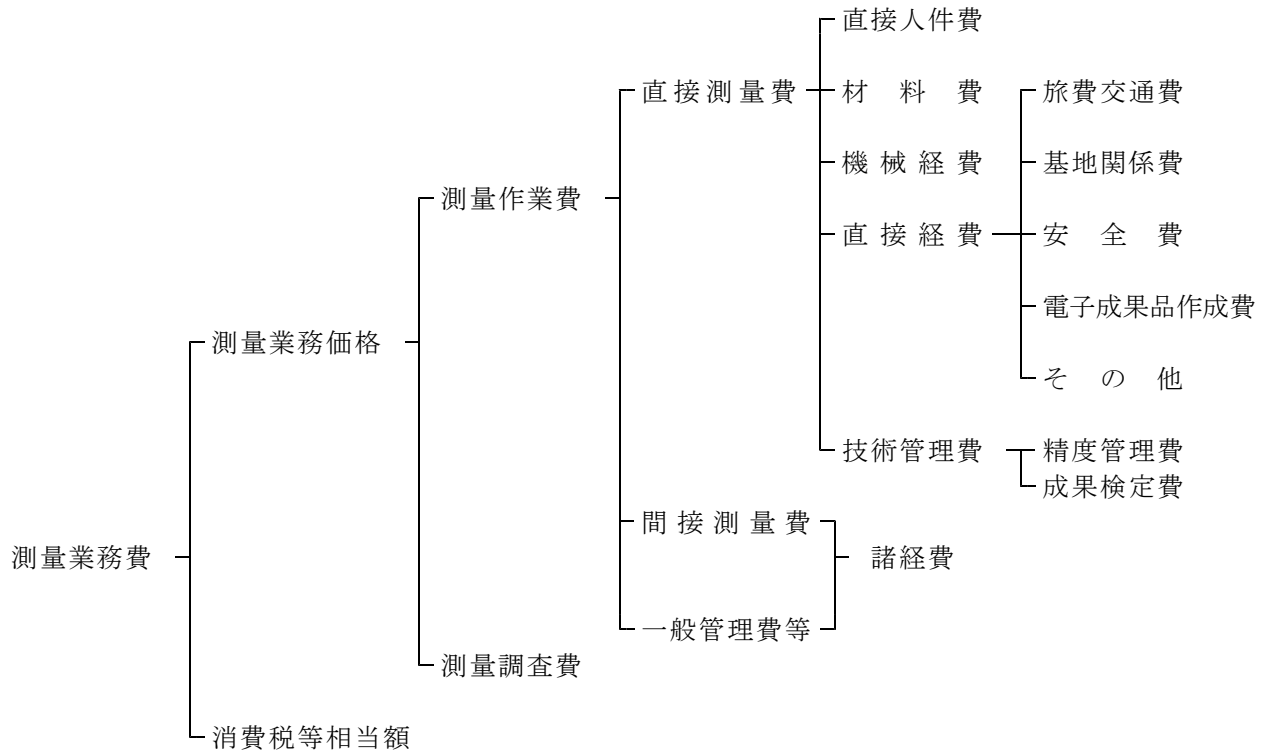 直接人件費
直接測量費 材料費 旅費交通費
機械経費 基地関係費
測量作業費
直接経費 安全費
電子成果品作成費
測量業務価格
その他
技術管理費 精度管理費
成果検定費
間接測量費
測量業務費 諸経費
一般管理費等
測量調査費
消費税等相当額